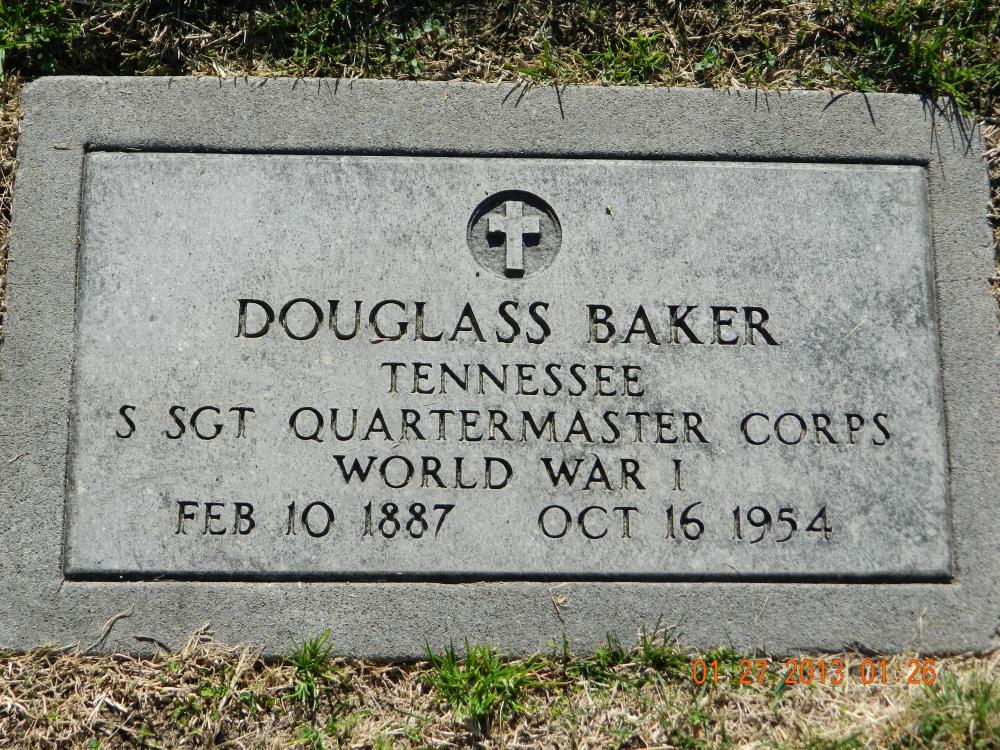 DOUGLASS BAKER
TENNESSEE
S SGT QUARTERMASTER CORPS
WORLD WAR I
FEB 10 1887 OCT 16 1954
01 27 2013 01 26